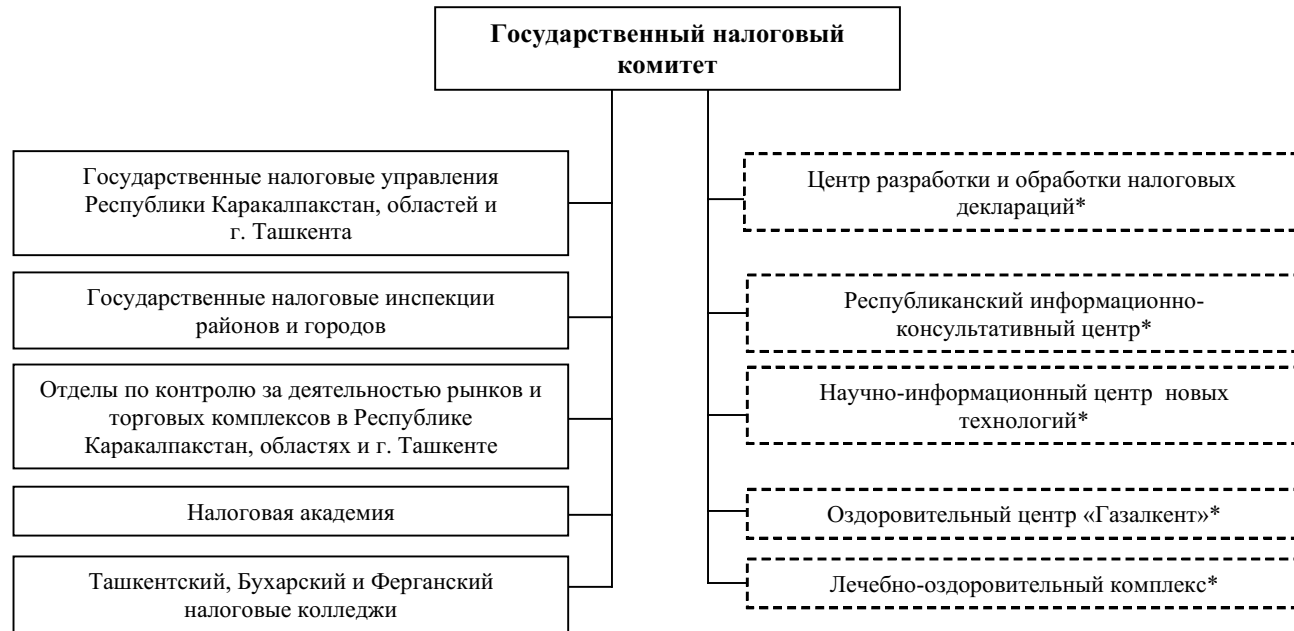 Государственный налоговый
комитет
Государственные налоговые управления
Республики Каракалпакстан, областей и
г. Ташкента
Государственные налоговые инспекции
районов и городов
Отделы по контролю за деятельностью рынков и
торговых комплексов в Республике
Каракалпакстан, областях и г. Ташкенте
Налоговая академия
Ташкентский, Бухарский и Ферганский
налоговые колледжи
Центр разработки и обработки налоговых
деклараций*
Республиканский информационно-
консультативный центр*
Научно-информационный центр новых
технологий*
Оздоровительный центр «Газалкент»*
Лечебно-оздоровительный комплекс*